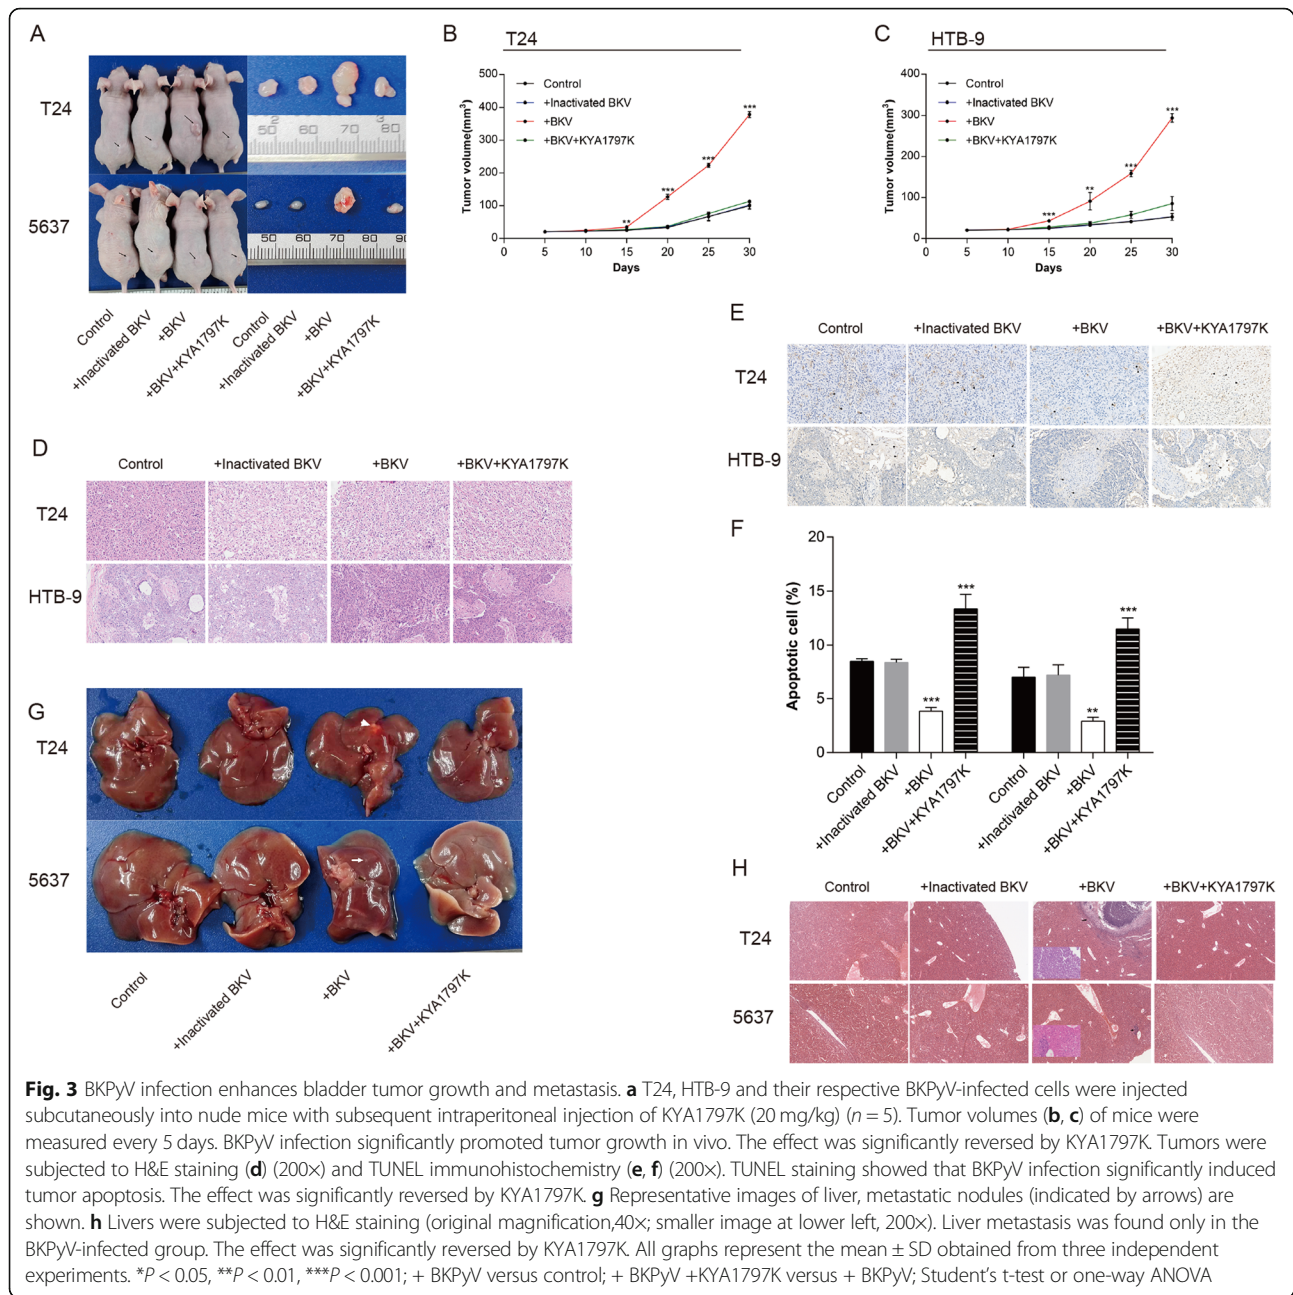 A
T24
5637
50 60 70 80
2 3
50 60 70 80 90
Control
+Inactivated BKV
+BKV
+BKV+KYA1797K
Control
+Inactivated BKV
+BKV
+BKV+KYA1797K
B
T24
Tumor volume(mm³)
500
400
300
200
100
0
Control
+Inactivated BKV
+BKV
+BKV+KYA1797K
**
***
***
***
0 5 10 15 20 25 30
Days
C
HTB-9
Tumor volume(mm³)
400
300
200
100
0
Control
+Inactivated BKV
+BKV
+BKV+KYA1797K
***
**
***
***
0 5 10 15 20 25 30
Days
D
Control +Inactivated BKV +BKV +BKV+KYA1797K
T24
HTB-9
E
Control +Inactivated BKV +BKV +BKV+KYA1797K
T24
HTB-9
F
Apoptotic cell (%)
20
15
10
5
0
***
***
**
***
Control
+Inactivated BKV
+BKV
+BKV+KYA1797K
Control
+Inactivated BKV
+BKV
+BKV+KYA1797K
G
T24
5637
Control
+Inactivated BKV
+BKV
+BKV+KYA1797K
H
Control +Inactivated BKV +BKV +BKV+KYA1797K
T24
5637
Fig. 3 BKPyV infection enhances bladder tumor growth and metastasis. a T24, HTB-9 and their respective BKPyV-infected cells were injected
subcutaneously into nude mice with subsequent intraperitoneal injection of KYA1797K (20 mg/kg) (n = 5). Tumor volumes (b, c) of mice were
measured every 5 days. BKPyV infection significantly promoted tumor growth in vivo. The effect was significantly reversed by KYA1797K. Tumors were
subjected to H&E staining (d) (200×) and TUNEL immunohistochemistry (e, f) (200×). TUNEL staining showed that BKPyV infection significantly induced
tumor apoptosis. The effect was significantly reversed by KYA1797K. g Representative images of liver, metastatic nodules (indicated by arrows) are
shown. h Livers were subjected to H&E staining (original magnification,40×; smaller image at lower left, 200×). Liver metastasis was found only in the
BKPyV-infected group. The effect was significantly reversed by KYA1797K. All graphs represent the mean ± SD obtained from three independent
experiments. *P < 0.05, **P < 0.01, ***P < 0.001; + BKPyV versus control; + BKPyV +KYA1797K versus + BKPyV; Student's t-test or one-way ANOVA